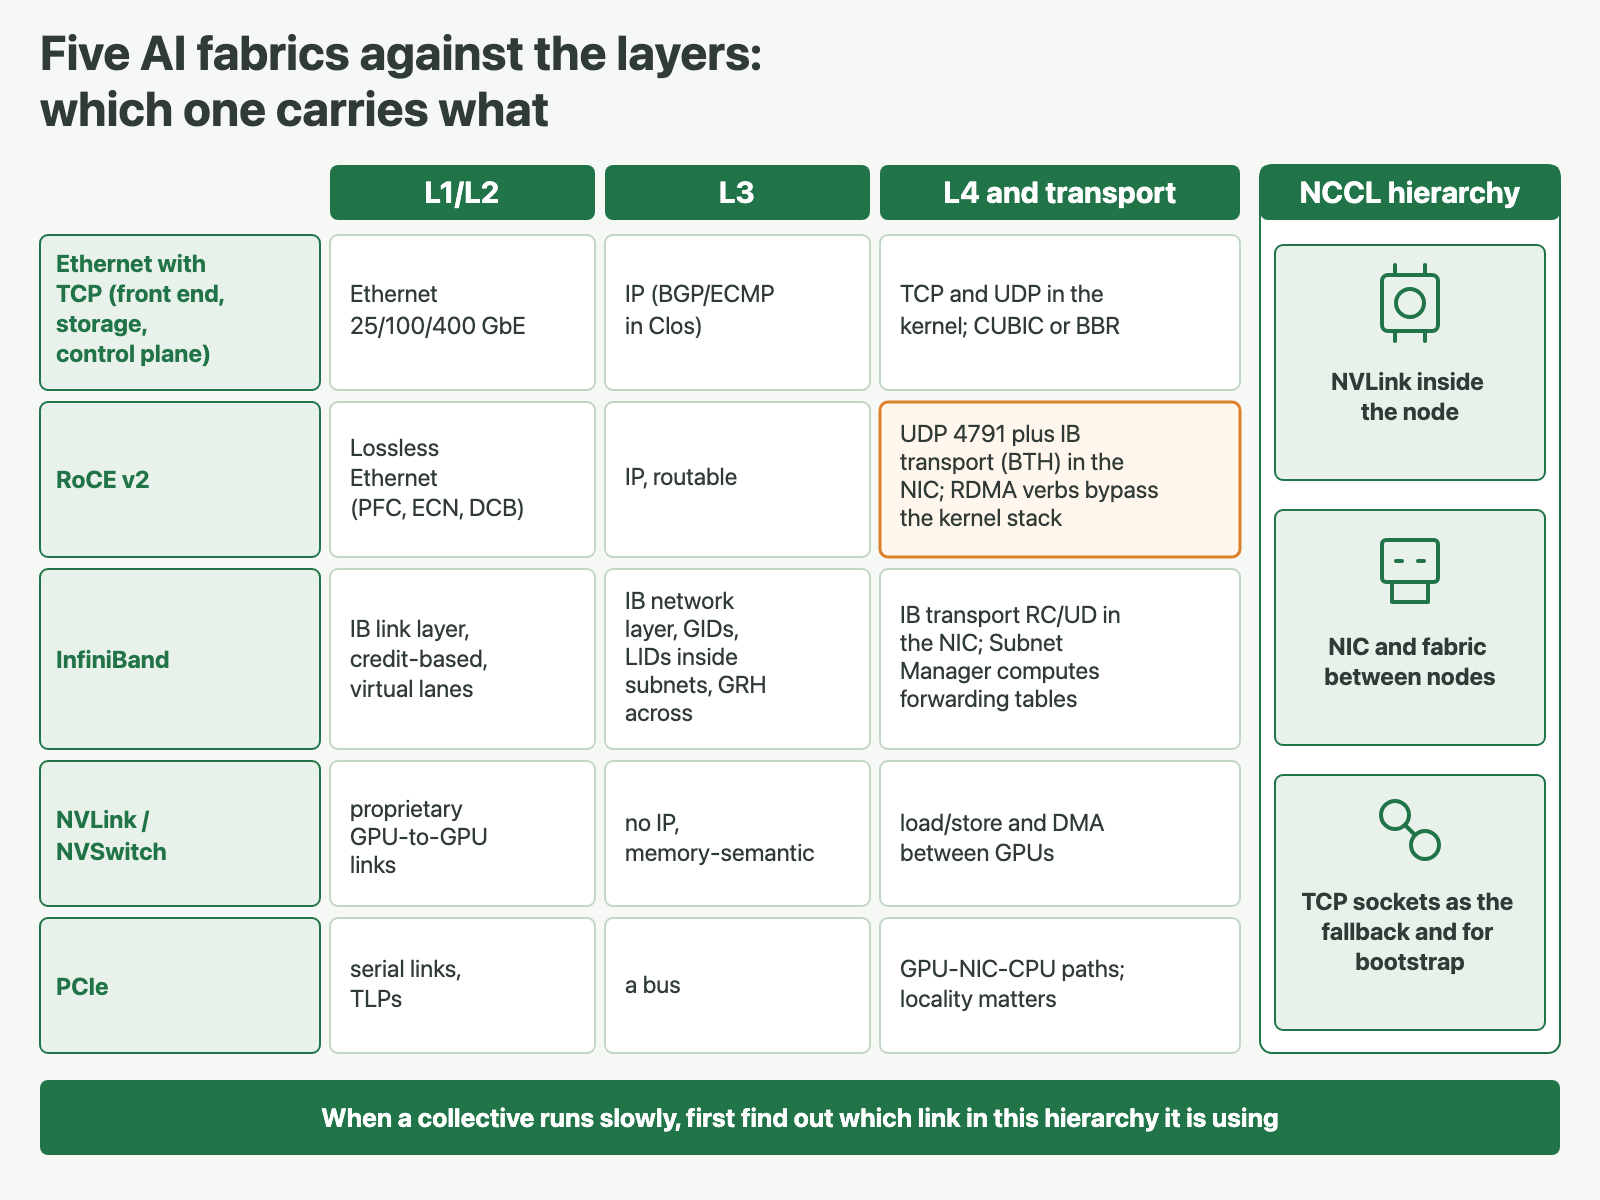 Five AI fabrics against the layers:
which one carries what
L1/L2
L3
L4 and transport
NCCL hierarchy
Ethernet with
TCP (front end,
storage,
control plane)
Ethernet
25/100/400 GbE
IP (BGP/ECMP
in Clos)
TCP and UDP in the
kernel; CUBIC or BBR
RoCE v2
Lossless
Ethernet
(PFC, ECN, DCB)
IP, routable
UDP 4791 plus IB
transport (BTH) in the
NIC; RDMA verbs bypass
the kernel stack
InfiniBand
IB link layer,
credit-based,
virtual lanes
IB network
layer, GIDs,
LIDs inside
subnets, GRH
across
IB transport RC/UD in
the NIC; Subnet
Manager computes
forwarding tables
NVLink /
NVSwitch
proprietary
GPU-to-GPU
links
no IP,
memory-semantic
load/store and DMA
between GPUs
PCIe
serial links,
TLPs
a bus
GPU-NIC-CPU paths;
locality matters
NVLink inside
the node
NIC and fabric
between nodes
TCP sockets as the
fallback and for
bootstrap
When a collective runs slowly, first find out which link in this hierarchy it is using